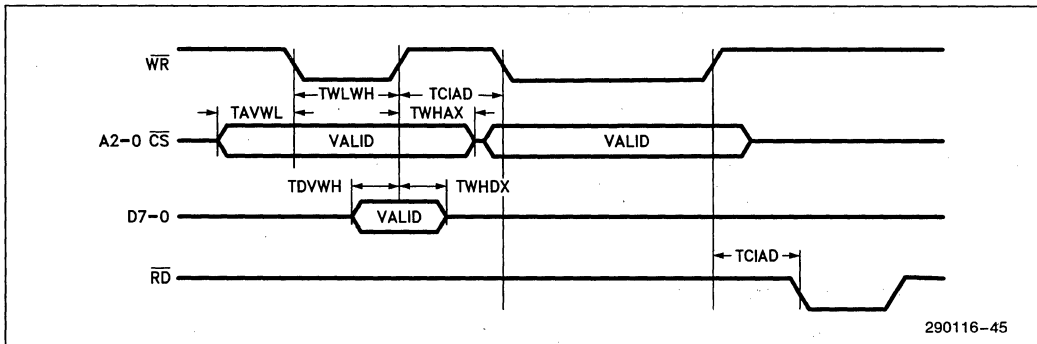 WR
TWLWH
TCIAD
TAVWL
TWHAX
A2-0 CS
VALID
VALID
TDVWH
TWHDX
D7-0
VALID
TCIAD
RD
290116-45